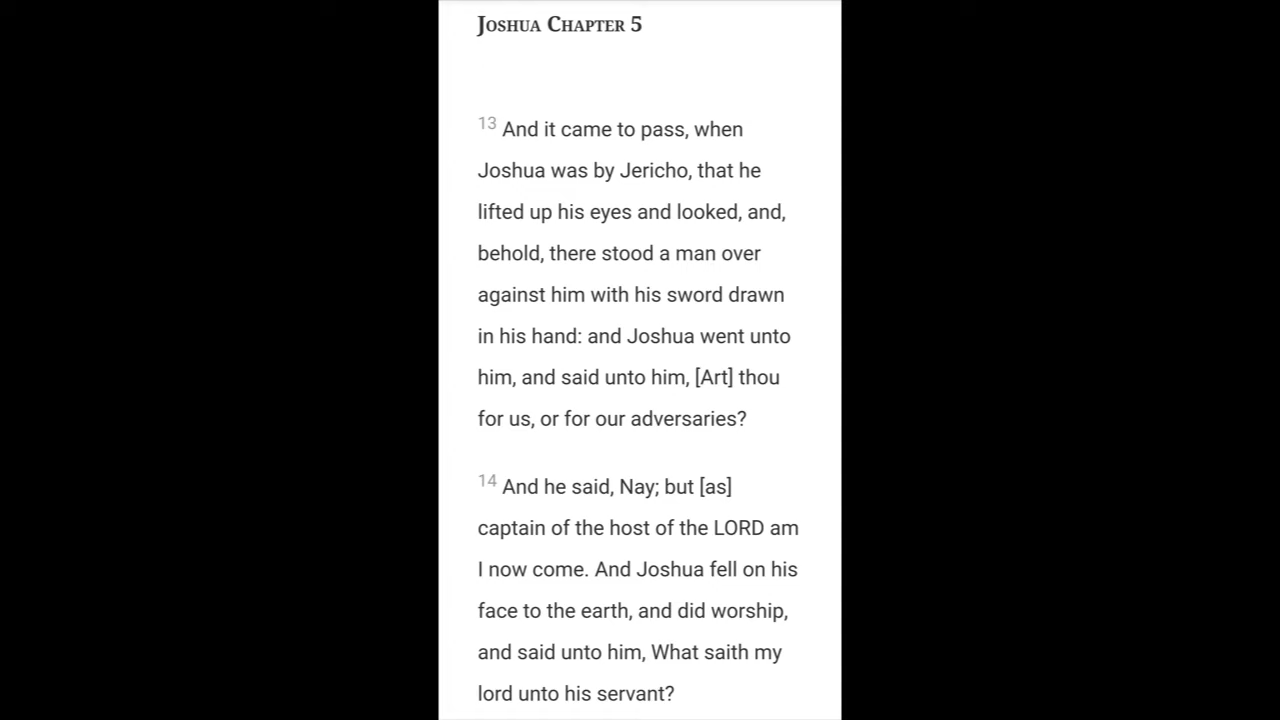 Joshua Chapter 5
13 And it came to pass, when
Joshua was by Jericho, that he
lifted up his eyes and looked, and,
behold, there stood a man over
against him with his sword drawn
in his hand: and Joshua went unto
him, and said unto him, [Art] thou
for us, or for our adversaries?
14 And he said, Nay; but [as]
captain of the host of the LORD am
I now come. And Joshua fell on his
face to the earth, and did worship,
and said unto him, What saith my
lord unto his servant?